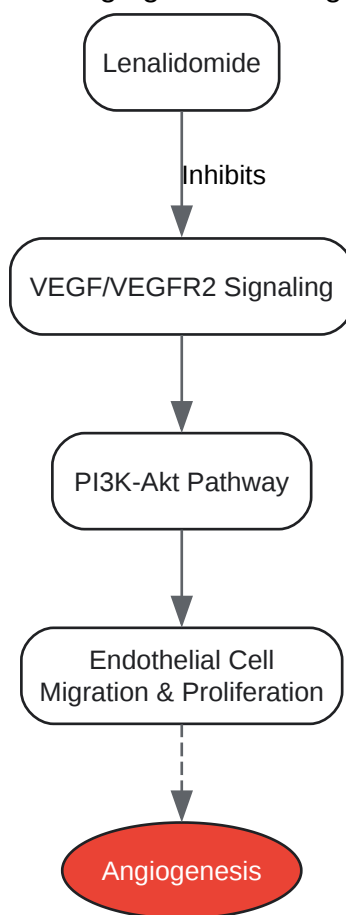 Lenalidomide
Inhibits
VEGF/VEGFR2 Signaling
PI3K-Akt Pathway
Endothelial Cell
Migration & Proliferation
Angiogenesis